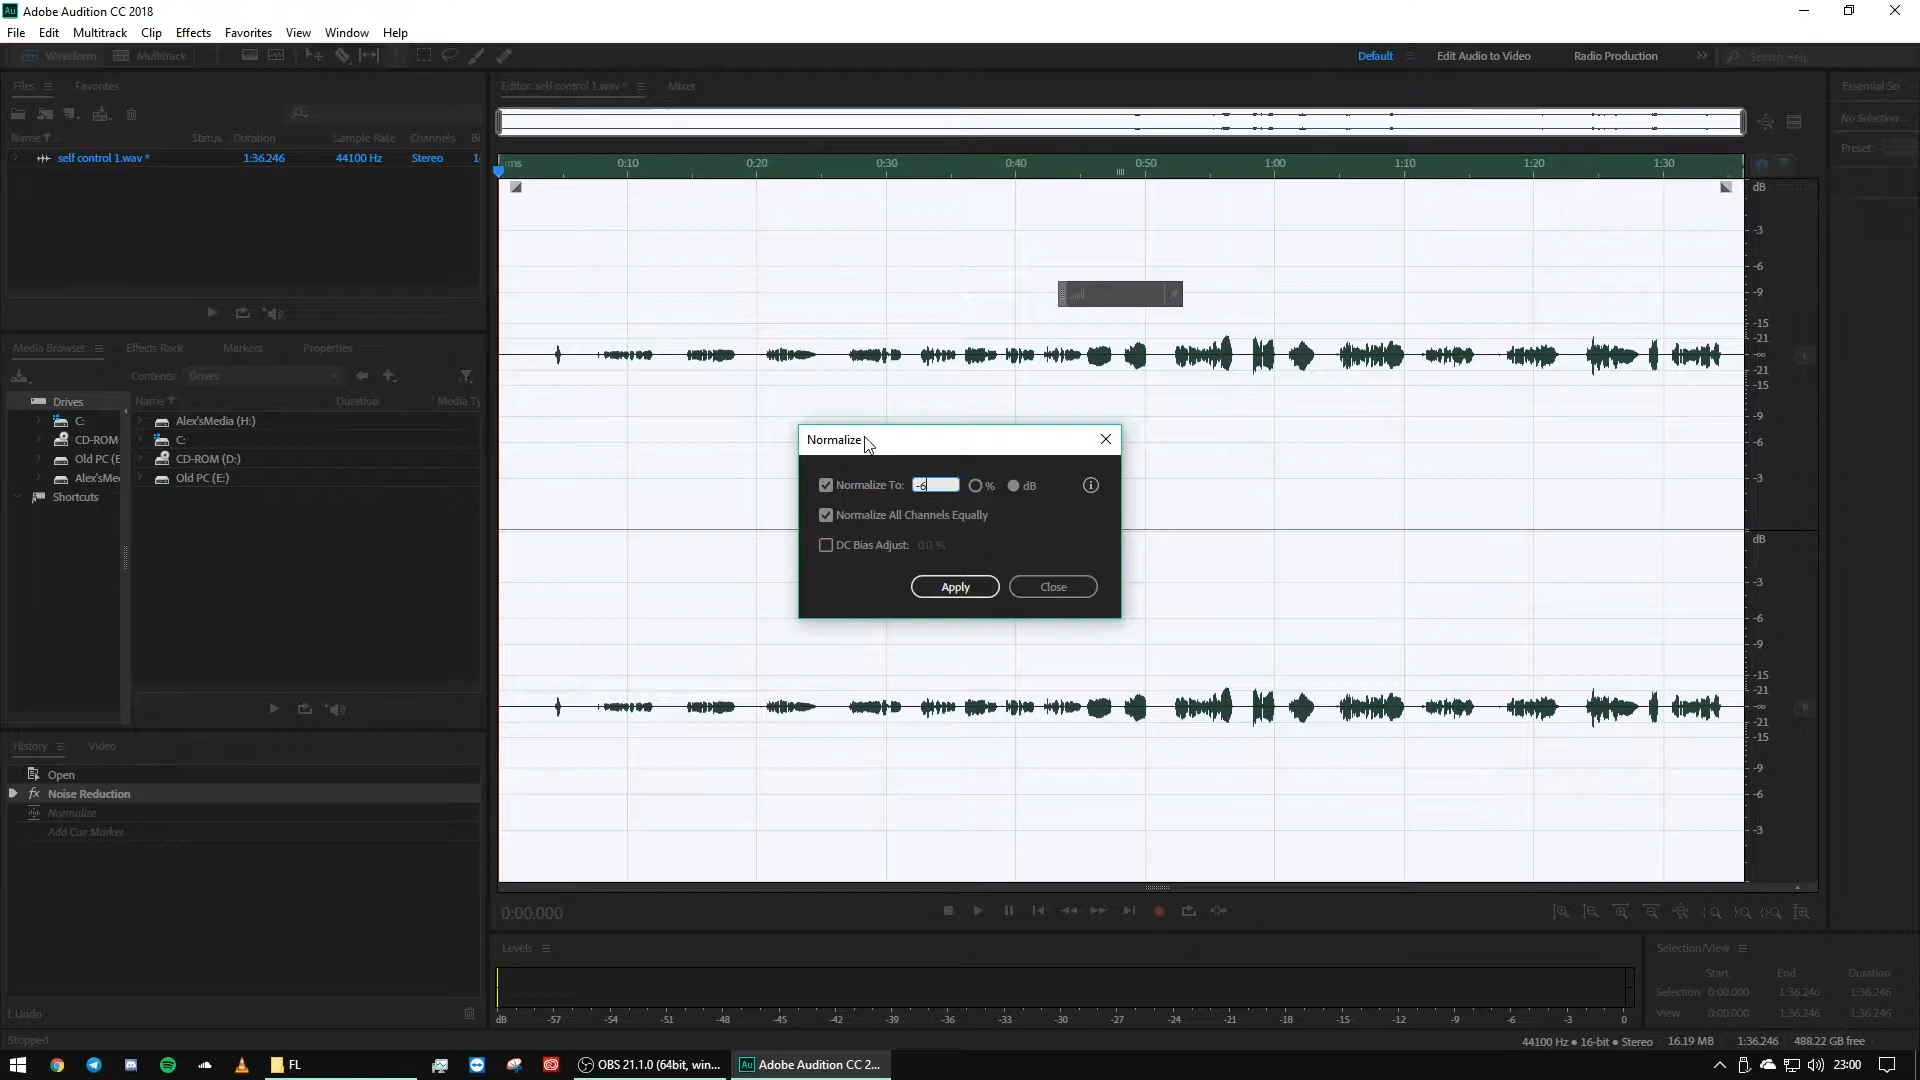 Adobe Audition CC 2018
File Edit Multitrack Clip Effects Favorites View Window Help
Waveform Multitrack Default Edit Audio to Video Radio Production Search Help
Files Favorites
Name Status Duration Sample Rate Channels Bi
self control 1.wav * 1:36.246 44100 Hz Stereo 1
Editor: self control 1.wav * Mixer
Essential So
No Selection
Preset:
hms 0:10 0:20 0:30 0:40 0:50 1:00 1:10 1:20 1:30
dB
-3
-6
-9
-15
-21
-∞
-21
-15
-9
-6
-3
L
dB
-3
-6
-9
-15
-21
-∞
-21
-15
-9
-6
-3
R
Media Browser Effects Rack Markers Properties
Contents: Drives
Drives
C:
CD-ROM
Old PC (E
Alex'sMe
Shortcuts
Name Duration Media Ty
Alex'sMedia (H:)
C:
CD-ROM (D:)
Old PC (E:)
Normalize
Normalize To: -6 % dB
Normalize All Channels Equally
DC Bias Adjust: 0.0 %
Apply Close
History Video
Open
fx Noise Reduction
Normalize
Add Cue Marker
1 Undo
Stopped
0:00.000
Levels
dB -57 -54 -51 -48 -45 -42 -39 -36 -33 -30 -27 -24 -21 -18 -15 -12 -9 -6 -3 0
Selection/View
Start End Duration
Selection 0:00.000 1:36.246 1:36.246
View 0:00.000 1:36.246 1:36.246
44100 Hz • 16-bit • Stereo 16.19 MB 1:36.246 488.22 GB free
FL OBS 21.1.0 (64bit, win... Au Adobe Audition CC 2... 23:00